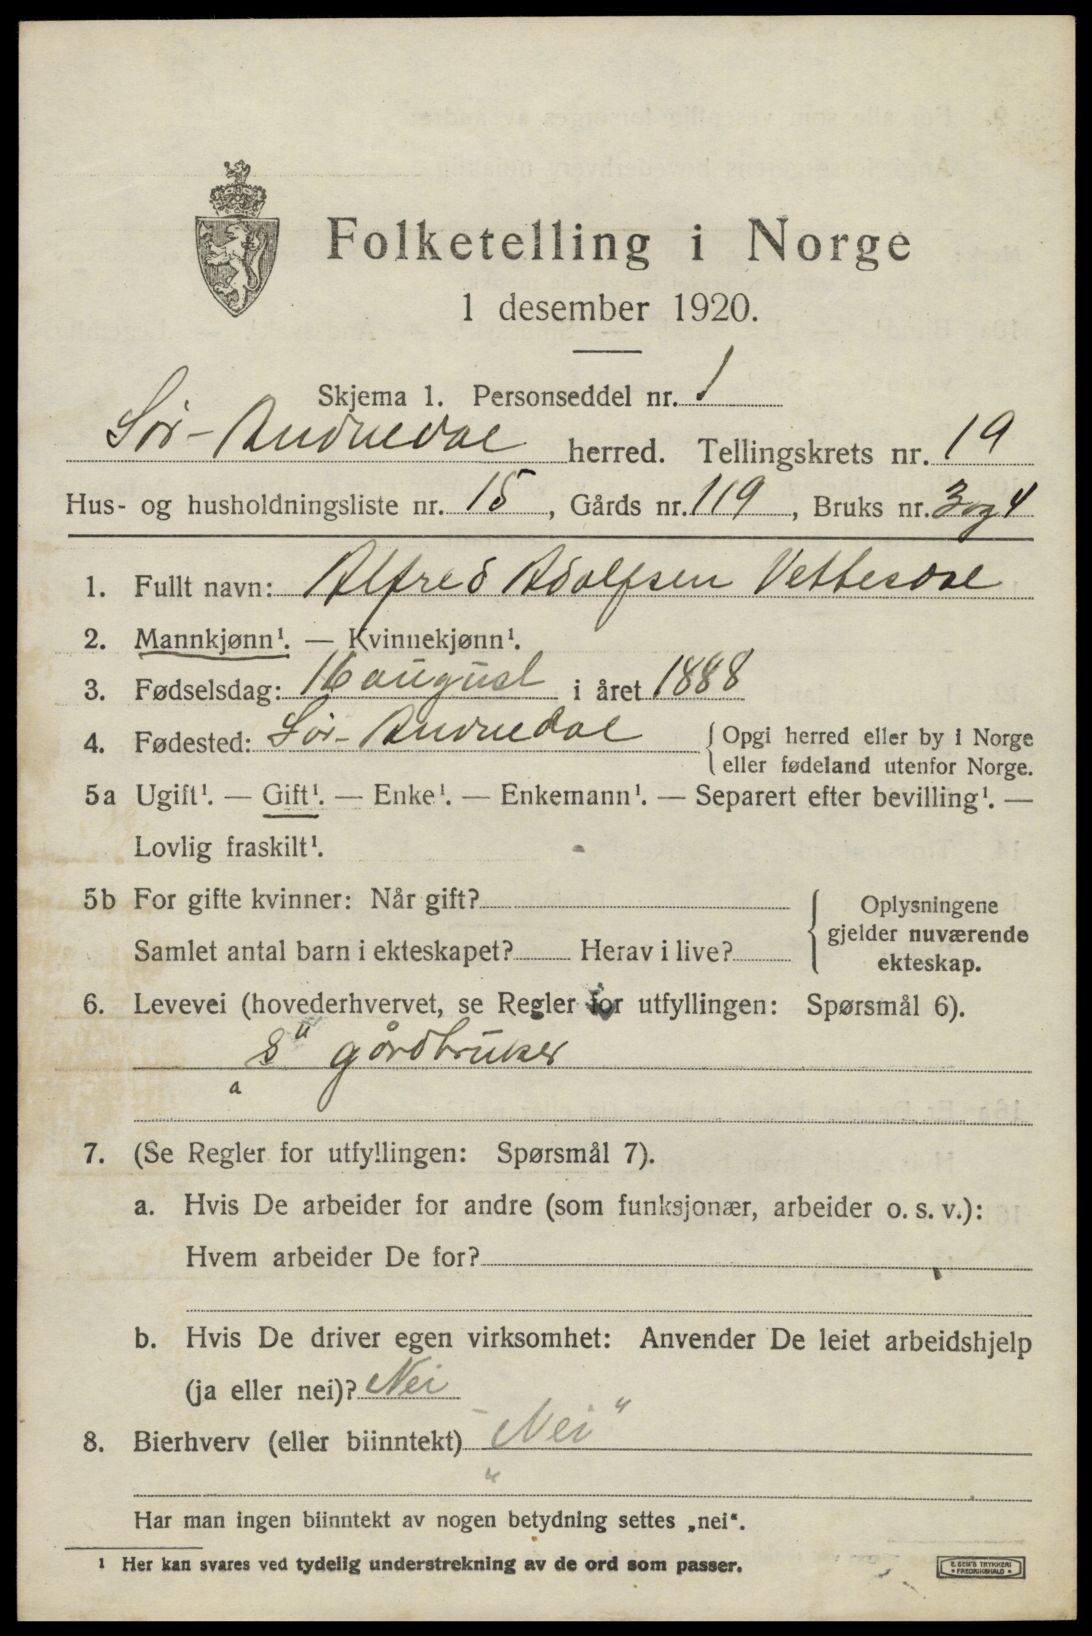 Folketelling i Norge
1 desember 1920.
Skjema 1. Personseddel nr. 1
Sør-Audnedal herred. Tellingskrets nr. 19
Hus- og husholdningsliste nr. 15, Gårds nr. 119, Bruks nr. 3 og 4
1. Fullt navn: Alfred Adolfsen Vettesdal
2. Mannkjønn¹. — Kvinnekjønn¹.
3. Fødselsdag: 16 august i året 1888
4. Fødested: Sør-Audnedal { Opgi herred eller by i Norge
eller fødeland utenfor Norge.
5a Ugift¹. — Gift¹. — Enke¹. — Enkemann¹. — Separert efter bevilling¹. —
Lovlig fraskilt¹.
5b For gifte kvinner: Når gift?
Samlet antal barn i ekteskapet? Herav i live?
Oplysningene
gjelder nuværende
ekteskap.
6. Levevei (hovederhvervet, se Regler for utfyllingen: Spørsmål 6).
S" gårdbruker
a
7. (Se Regler for utfyllingen: Spørsmål 7).
a. Hvis De arbeider for andre (som funksjonær, arbeider o. s. v.):
Hvem arbeider De for?
b. Hvis De driver egen virksomhet: Anvender De leiet arbeidshjelp
(ja eller nei)? Nei
8. Bierhverv (eller biinntekt) Nei "
"
Har man ingen biinntekt av nogen betydning settes „nei“.
¹ Her kan svares ved tydelig understrekning av de ord som passer.
E. SEM'S TRYKKERI
• FREDRIKSHALD •